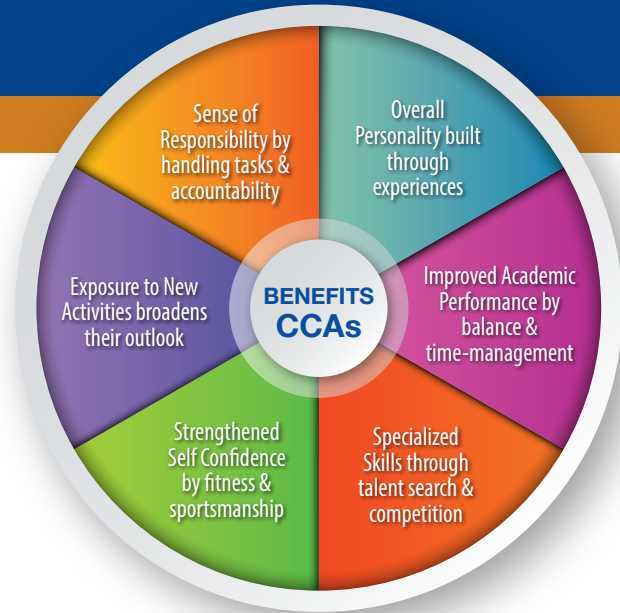 Sense of
Responsibility by
handling tasks &
accountability
Overall
Personality built
through
experiences
Exposure to New
Activities broadens
their outlook
BENEFITS
CCAs
Improved Academic
Performance by
balance &
time-management
Strengthened
Self Confidence
by fitness &
sportsmanship
Specialized
Skills through
talent search &
competition